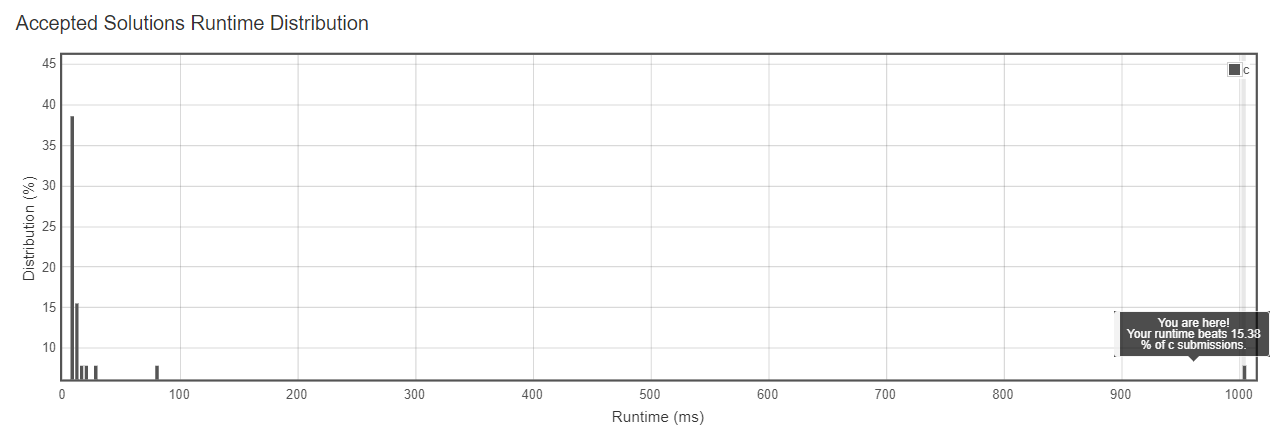 Accepted Solutions Runtime Distribution
45
40
35
30
25
20
15
10
Distribution (%)
c
You are here!
Your runtime beats 15.38
% of c submissions.
0 100 200 300 400 500 600 700 800 900 1000
Runtime (ms)